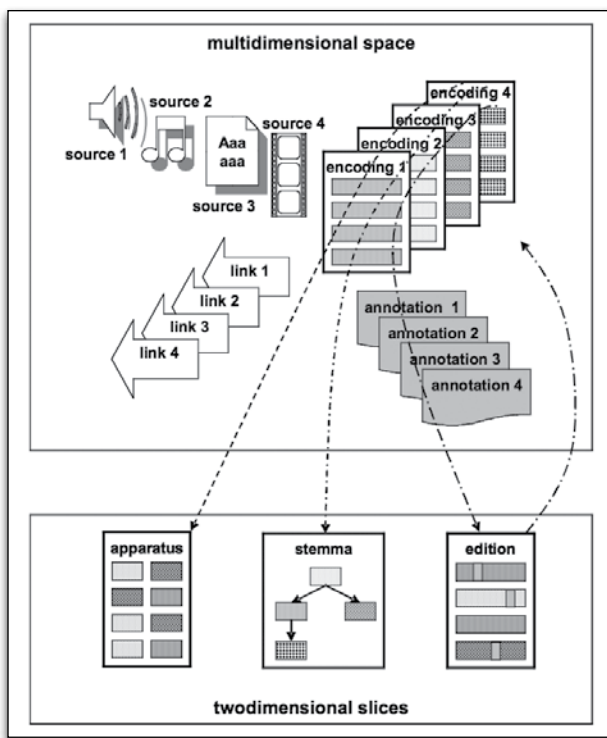 multidimensional space
source 1
source 2
Aaa
aaa
source 3
source 4
encoding 4
encoding 3
encoding 2
encoding 1
link 1
link 2
link 3
link 4
annotation 1
annotation 2
annotation 3
annotation 4
apparatus
stemma
edition
twodimensional slices